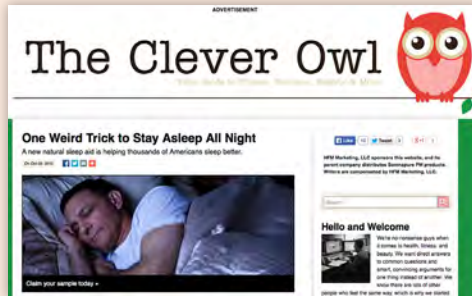 ADVERTISEMENT
The Clever Owl
One Weird Trick to Stay Asleep All Night
A new natural sleep aid is helping thousands of Americans sleep better.
Like
Tweet
HFM Marketing, LLC sponsors this website, and its
parent company distributes Somnapure PM products.
Writers are compensated by HFM Marketing, LLC.
Search
Claim your sample today
Hello and Welcome
We're no-nonsense guys when
it comes to health, fitness, and
beauty. We want direct answers
to common questions and
smart, convincing arguments for
one thing instead of another. We
know there are lots of other
people who feel the same way, which is why we started